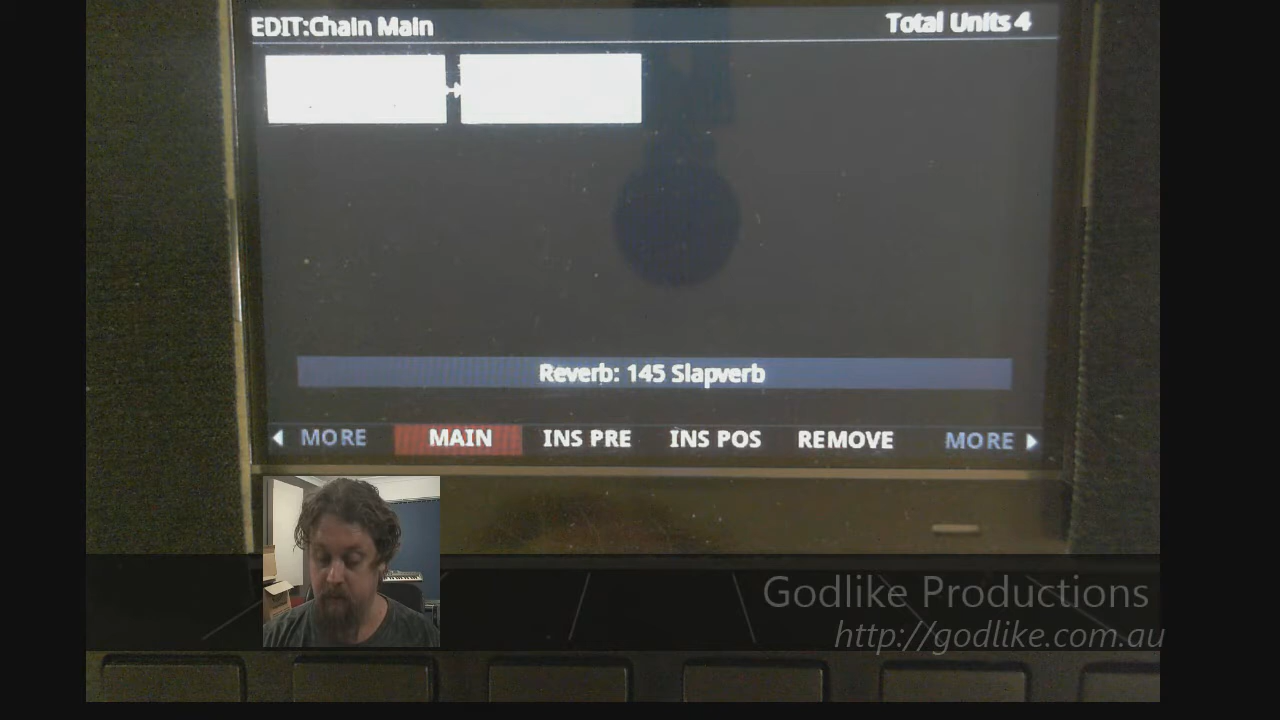 EDIT:Chain Main
Total Units 4
Reverb: 145 Slapverb
MORE MAIN INS PRE INS POS REMOVE MORE
Godlike Productions
http://godlike.com.au